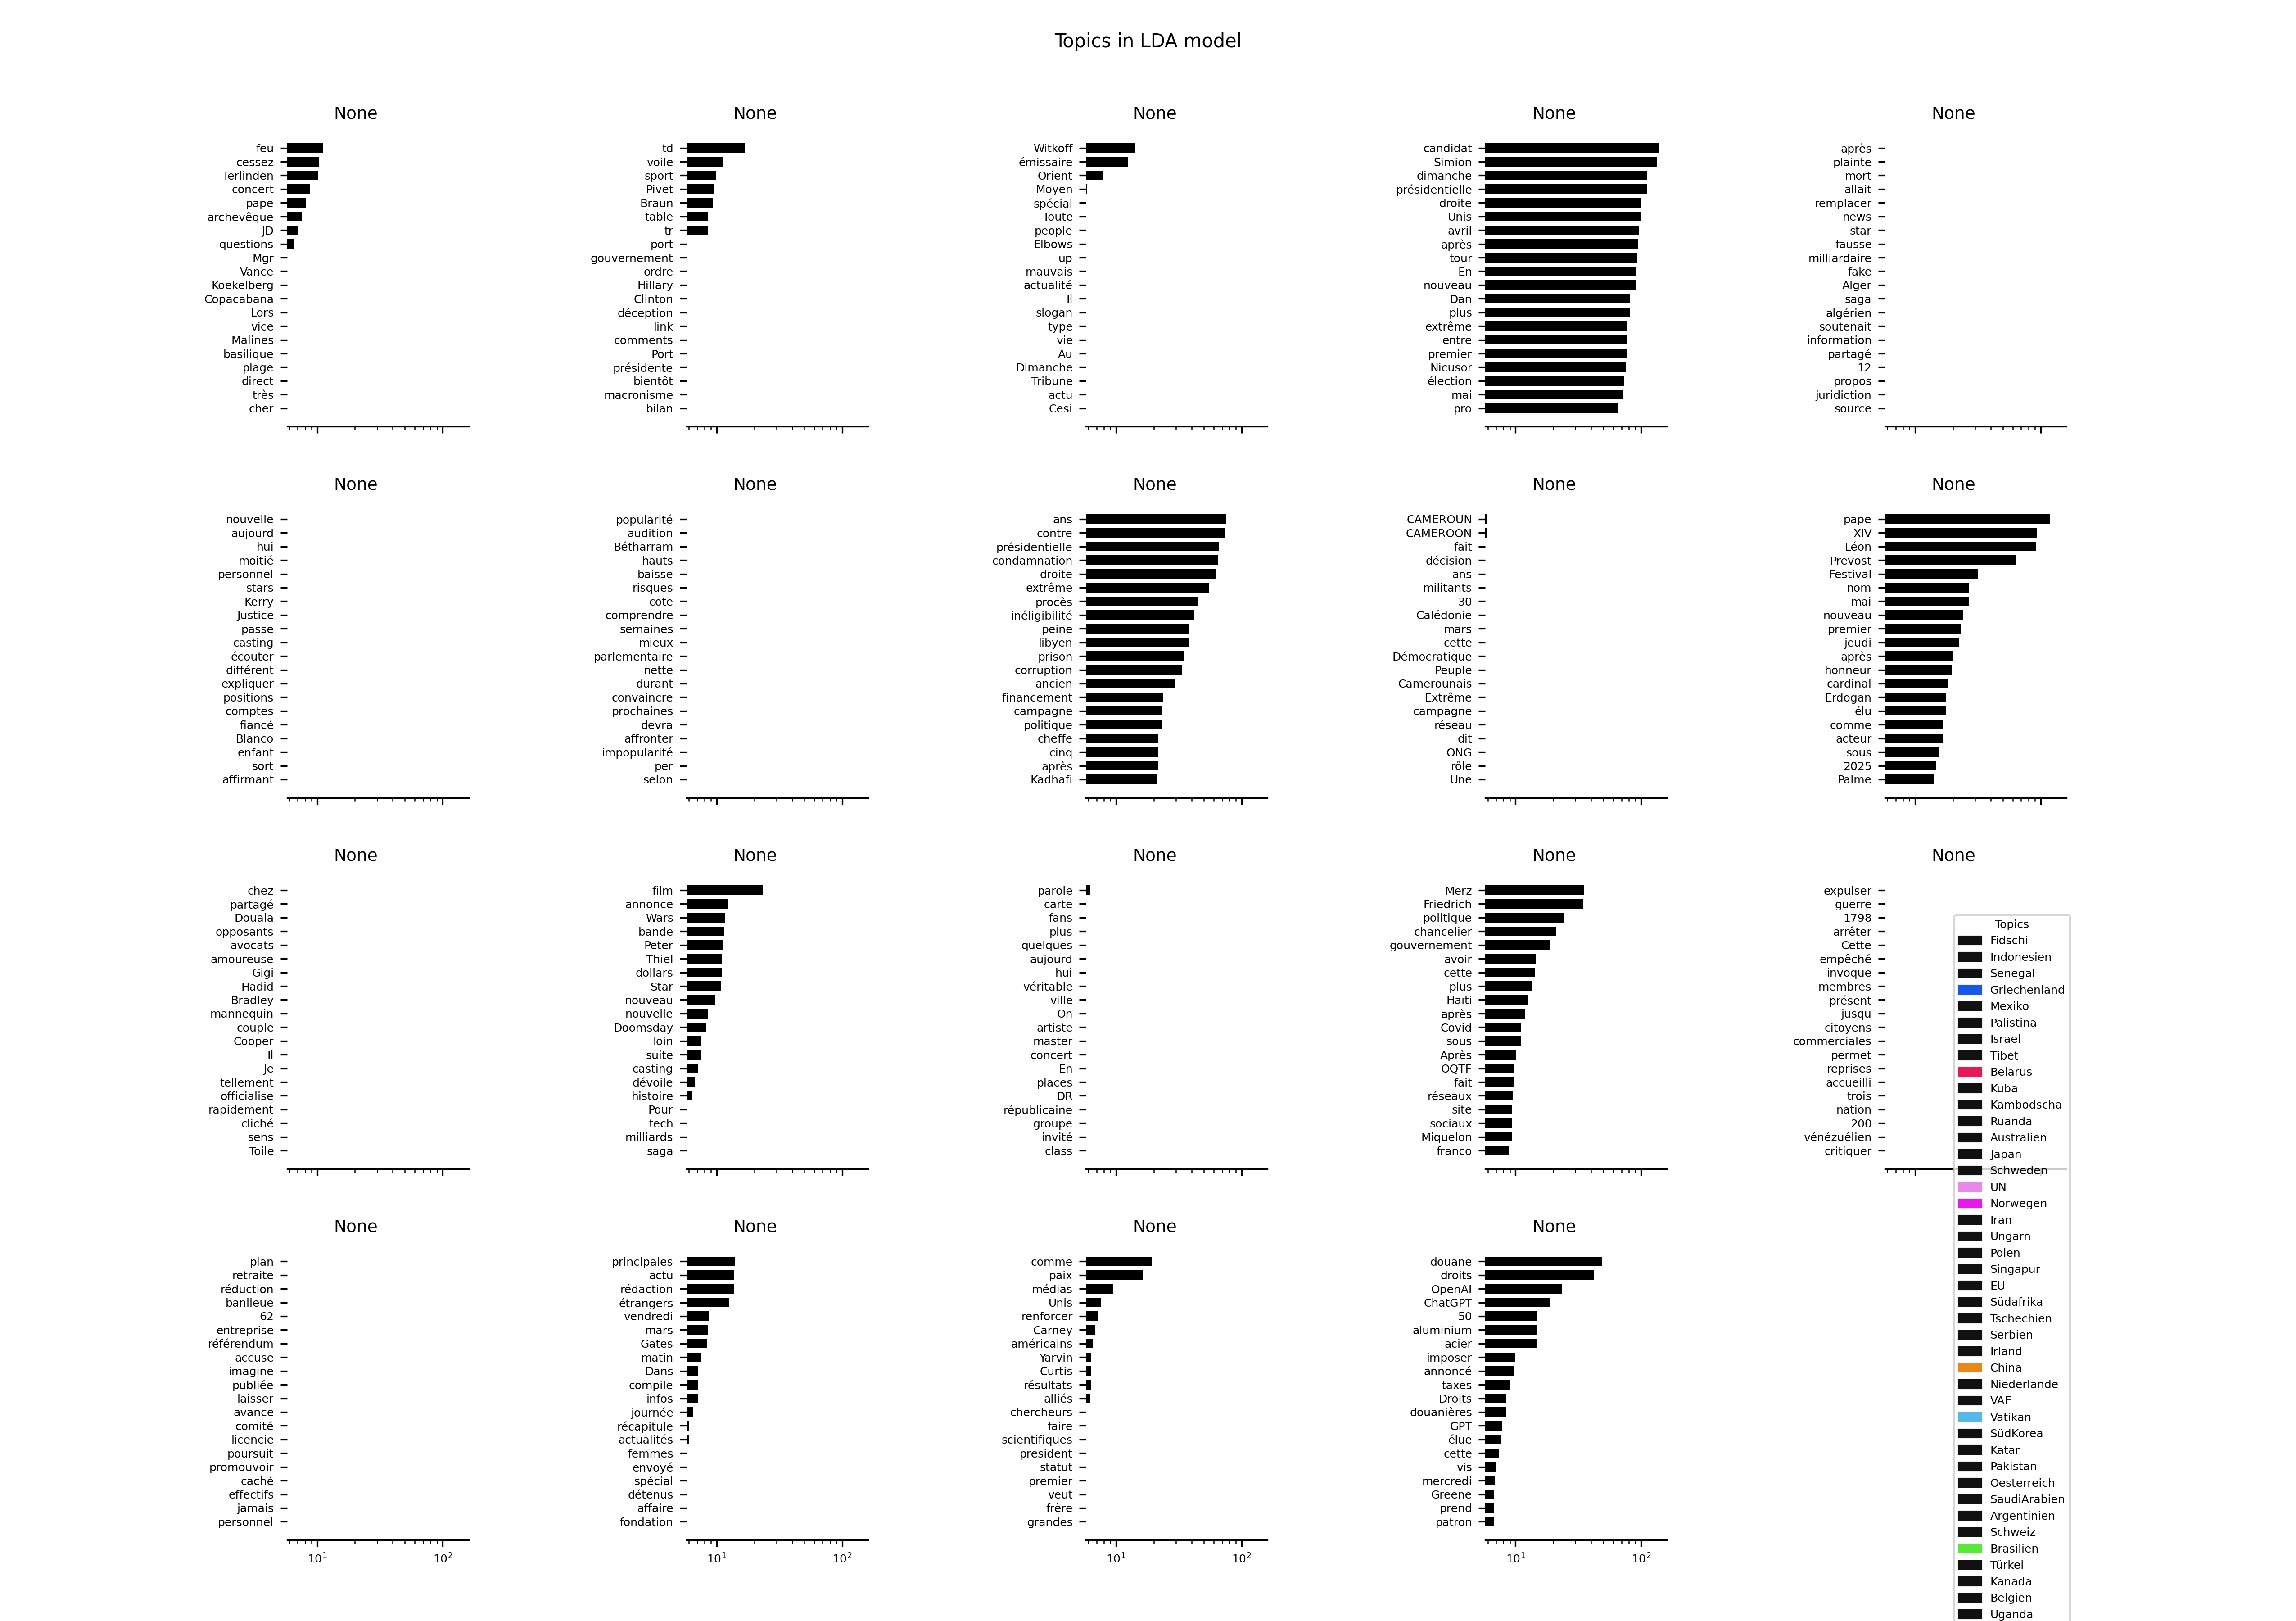 Topics in LDA model
None
feu
cessez
Terlinden
concert
pape
archevêque
JD
questions
Mgr
Vance
Koekelberg
Copacabana
Lors
vice
Malines
basilique
plage
direct
très
cher
None
td
voile
sport
Pivet
Braun
table
tr
port
gouvernement
ordre
Hillary
Clinton
déception
link
comments
Port
présidente
bientôt
macronisme
bilan
None
Witkoff
émissaire
Orient
Moyen
spécial
Toute
people
Elbows
up
mauvais
actualité
Il
slogan
type
vie
Au
Dimanche
Tribune
actu
Cesi
None
candidat
Simion
dimanche
présidentielle
droite
Unis
avril
après
tour
En
nouveau
Dan
plus
extrême
entre
premier
Nicusor
élection
mai
pro
None
après
plainte
mort
allait
remplacer
news
star
fausse
milliardaire
fake
Alger
saga
algérien
soutenait
information
partagé
12
propos
juridiction
source
None
nouvelle
aujourd
hui
moitié
personnel
stars
Kerry
Justice
passe
casting
écouter
différent
expliquer
positions
comptes
fiancé
Blanco
enfant
sort
affirmant
None
popularité
audition
Bétharram
hauts
baisse
risques
cote
comprendre
semaines
mieux
parlementaire
nette
durant
convaincre
prochaines
devra
affronter
impopularité
per
selon
None
ans
contre
présidentielle
condamnation
droite
extrême
procès
inéligibilité
peine
libyen
prison
corruption
ancien
financement
campagne
politique
cheffe
cinq
après
Kadhafi
None
CAMEROUN
CAMEROON
fait
décision
ans
militants
30
Calédonie
mars
cette
Démocratique
Peuple
Camerounais
Extrême
campagne
réseau
dit
ONG
rôle
Une
None
pape
XIV
Léon
Prevost
Festival
nom
mai
nouveau
premier
jeudi
après
honneur
cardinal
Erdogan
élu
comme
acteur
sous
2025
Palme
None
chez
partagé
Douala
opposants
avocats
amoureuse
Gigi
Hadid
Bradley
mannequin
couple
Cooper
Il
Je
tellement
officialise
rapidement
cliché
sens
Toile
None
film
annonce
Wars
bande
Peter
Thiel
dollars
Star
nouveau
nouvelle
Doomsday
loin
suite
casting
dévoile
histoire
Pour
tech
milliards
saga
None
parole
carte
fans
plus
quelques
aujourd
hui
véritable
ville
On
artiste
master
concert
En
places
DR
républicaine
groupe
invité
class
None
Merz
Friedrich
politique
chancelier
gouvernement
avoir
cette
plus
Haïti
après
Covid
sous
Après
OQTF
fait
réseaux
site
sociaux
Miquelon
franco
None
expulser
guerre
1798
arrêter
Cette
empêché
invoque
membres
présent
jusqu
citoyens
commerciales
permet
reprises
accueilli
trois
nation
200
vénézuélien
critiquer
None
plan
retraite
réduction
banlieue
62
entreprise
référendum
accuse
imagine
publiée
laisser
avance
comité
licencie
poursuit
promouvoir
caché
effectifs
jamais
personnel
10^1 10^2
None
principales
actu
rédaction
étrangers
vendredi
mars
Gates
matin
Dans
compile
infos
journée
récapitule
actualités
femmes
envoyé
spécial
détenus
affaire
fondation
10^1 10^2
None
comme
paix
médias
Unis
renforcer
Carney
américains
Yarvin
Curtis
résultats
alliés
chercheurs
faire
scientifiques
president
statut
premier
veut
frère
grandes
10^1 10^2
None
douane
droits
OpenAI
ChatGPT
50
aluminium
acier
imposer
annoncé
taxes
Droits
douanières
GPT
élue
cette
vis
mercredi
Greene
prend
patron
10^1 10^2
Topics
Fidschi
Indonesien
Senegal
Griechenland
Mexiko
Palistina
Israel
Tibet
Belarus
Kuba
Kambodscha
Ruanda
Australien
Japan
Schweden
UN
Norwegen
Iran
Ungarn
Polen
Singapur
EU
Südafrika
Tschechien
Serbien
Irland
China
Niederlande
VAE
Vatikan
SüdKorea
Katar
Pakistan
Oesterreich
SaudiArabien
Argentinien
Schweiz
Brasilien
Türkei
Kanada
Belgien
Uganda